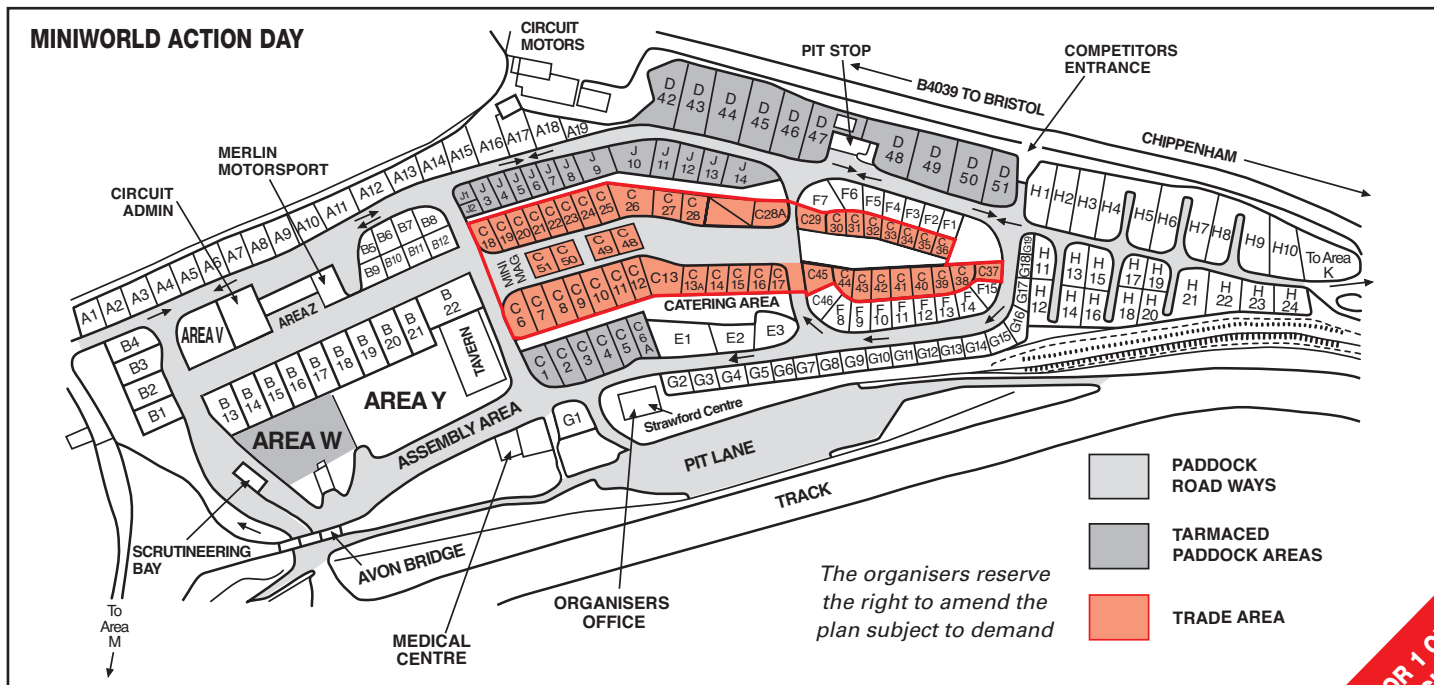 MINIWORLD ACTION DAY
CIRCUIT
MOTORS
PIT STOP
COMPETITORS
ENTRANCE
B4039 TO BRISTOL
CHIPPENHAM
MERLIN
MOTORSPORT
CIRCUIT
ADMIN
A1 A2 A3 A4 A5 A6 A7 A8 A9 A10 A11 A12 A13 A14 A15 A16 A17 A18 A19
D 42 D 43 D 44 D 45 D 46 D 47 D 48 D 49 D 50 D 51
J1 J2 J 3 J 4 J 5 J 6 J 7 J 8 J 9 J 10 J 11 J 12 J 13 J 14
H1 H2 H3 H4 H5 H6 H7 H8 H9 H10 To Area K
F7 F6 F5 F4 F3 F2 F1
B5 B6 B7 B8
B9 B10 B11 B12
C 18 C 19 C 20 C 21 C 22 C 23 C 24 C 25 C 26 C 27 C 28 C28A
C29 C 30 C 31 C 32 C 33 C 34 C 35 C 36
MINI
MAG
C 51 C 50 C 49 C 48
C 6 C 7 C 8 C 9 C 10 C 11 C 12 C13 C 13A C 14 C 15 C 16 C 17
C45 C 44 C 43 C 42 C 41 C 40 C 39 C 38 C37
CATERING AREA
C46 F 8 F 9 F 10 F 11 F 12 F 13 F 14 F15
G19 G18 G17 G16
H 11 H 13 H 15 H 17 H 19 H 21 H 22 H 23 H 24
H 12 H 14 H 16 H 18 H 20
AREA V
AREA Z
B4
B3
B2
B1
B 13 B 14 B 15 B 16 B 17 B 18 B 19 B 20 B 21 B 22
TAVERN
AREA Y
AREA W
C 1 C 2 C 3 C 4 C 5 C 6 A
E1 E2 E3
G2 G3 G4 G5 G6 G7 G8 G9 G10 G11 G12 G13 G14 G15
G1
Strawford Centre
ASSEMBLY AREA
PIT LANE
TRACK
SCRUTINEERING
BAY
AVON BRIDGE
MEDICAL
CENTRE
ORGANISERS
OFFICE
To
Area
M
The organisers reserve
the right to amend the
plan subject to demand
PADDOCK
ROAD WAYS
TARMACED
PADDOCK AREAS
TRADE AREA
OR 1 O